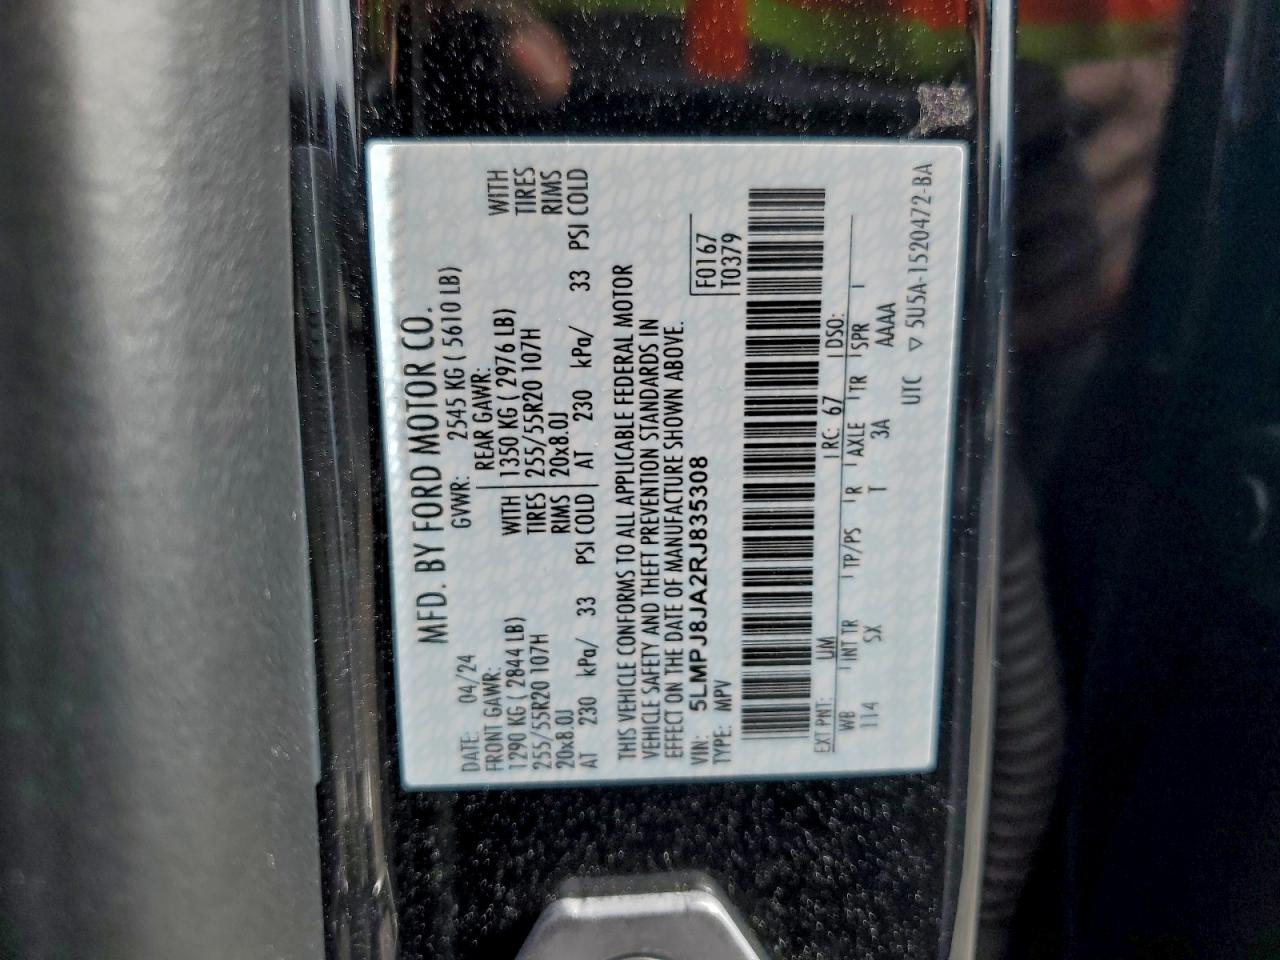 MFD. BY FORD MOTOR CO.
DATE: 04/24 GVWR: 2545 KG ( 5610 LB)
FRONT GAWR: REAR GAWR:
1290 KG ( 2844 LB) WITH 1350 KG ( 2976 LB) WITH
255/55R20 107H TIRES 255/55R20 107H TIRES
20x8.0J RIMS 20x8.0J RIMS
AT 230 kPa/ 33 PSI COLD AT 230 kPa/ 33 PSI COLD
THIS VEHICLE CONFORMS TO ALL APPLICABLE FEDERAL MOTOR
VEHICLE SAFETY AND THEFT PREVENTION STANDARDS IN
EFFECT ON THE DATE OF MANUFACTURE SHOWN ABOVE.
VIN: 5LMPJ8JA2RJ835308 F0167
TYPE: MPV T0379
EXT PNT: UM RC: 67 DSO:
WB INT TR TP/PS R AXLE TR SPR
114 SX T 3A AAAA
UTC ▽ 5U5A-1520472-BA